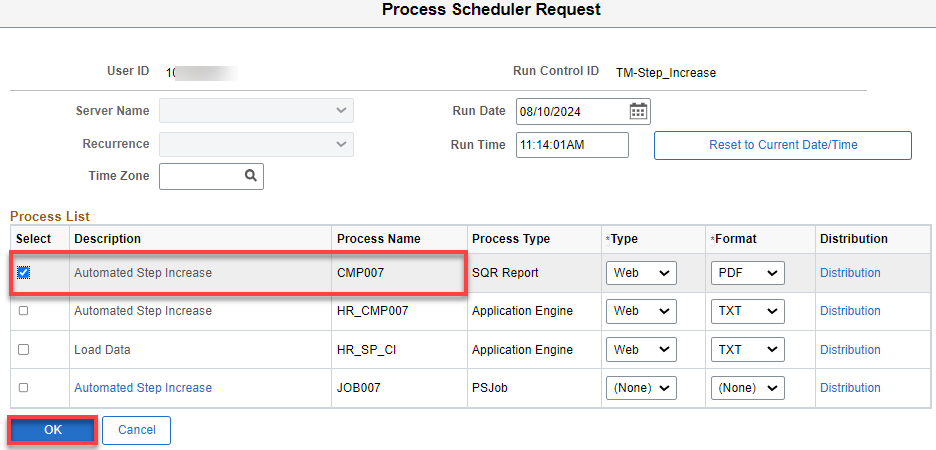 Process Scheduler Request
User ID 10 Run Control ID TM-Step_Increase
Server Name Run Date 08/10/2024
Recurrence Run Time 11:14:01AM Reset to Current Date/Time
Time Zone
Process List
Select Description Process Name Process Type *Type *Format Distribution
Automated Step Increase CMP007 SQR Report Web PDF Distribution
Automated Step Increase HR_CMP007 Application Engine Web TXT Distribution
Load Data HR_SP_CI Application Engine Web TXT Distribution
Automated Step Increase JOB007 PSJob (None) (None) Distribution
OK Cancel